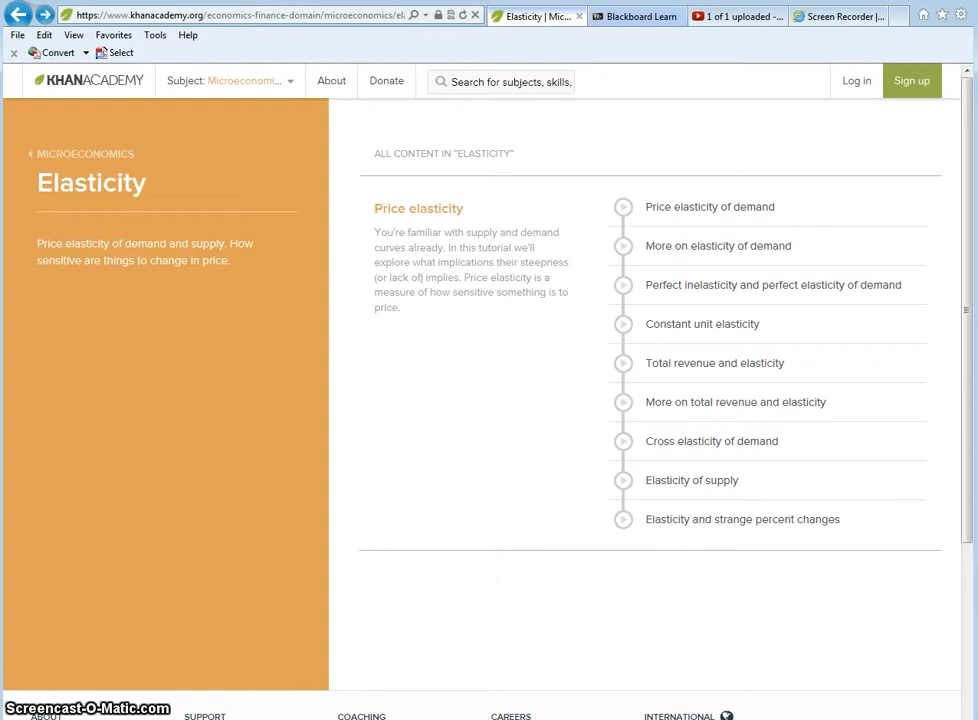 https://www.khanacademy.org/economics-finance-domain/microeconomics/el
Elasticity | Mic...
Blackboard Learn
1 of 1 uploaded -...
Screen Recorder |...
File Edit View Favorites Tools Help
x Convert Select
KHANACADEMY
Subject: Microeconomi...
About
Donate
Search for subjects, skills,
Log in
Sign up
MICROECONOMICS
Elasticity
Price elasticity of demand and supply. How
sensitive are things to change in price.
ALL CONTENT IN "ELASTICITY"
Price elasticity
You're familiar with supply and demand
curves already. In this tutorial we'll
explore what implications their steepness
(or lack of) implies. Price elasticity is a
measure of how sensitive something is to
price.
Price elasticity of demand
More on elasticity of demand
Perfect inelasticity and perfect elasticity of demand
Constant unit elasticity
Total revenue and elasticity
More on total revenue and elasticity
Cross elasticity of demand
Elasticity of supply
Elasticity and strange percent changes
Screencast-O-Matic.com
ABOUT
SUPPORT
COACHING
CAREERS
INTERNATIONAL